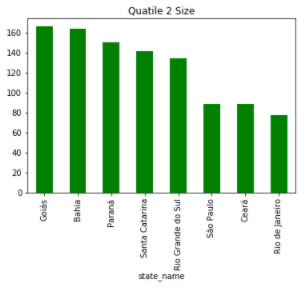 Quatile 2 Size
160
140
120
100
80
60
40
20
0
Goiás
Bahia
Paraná
Santa Catarina
Rio Grande do Sul
São Paulo
Ceará
Rio de Janeiro
state_name